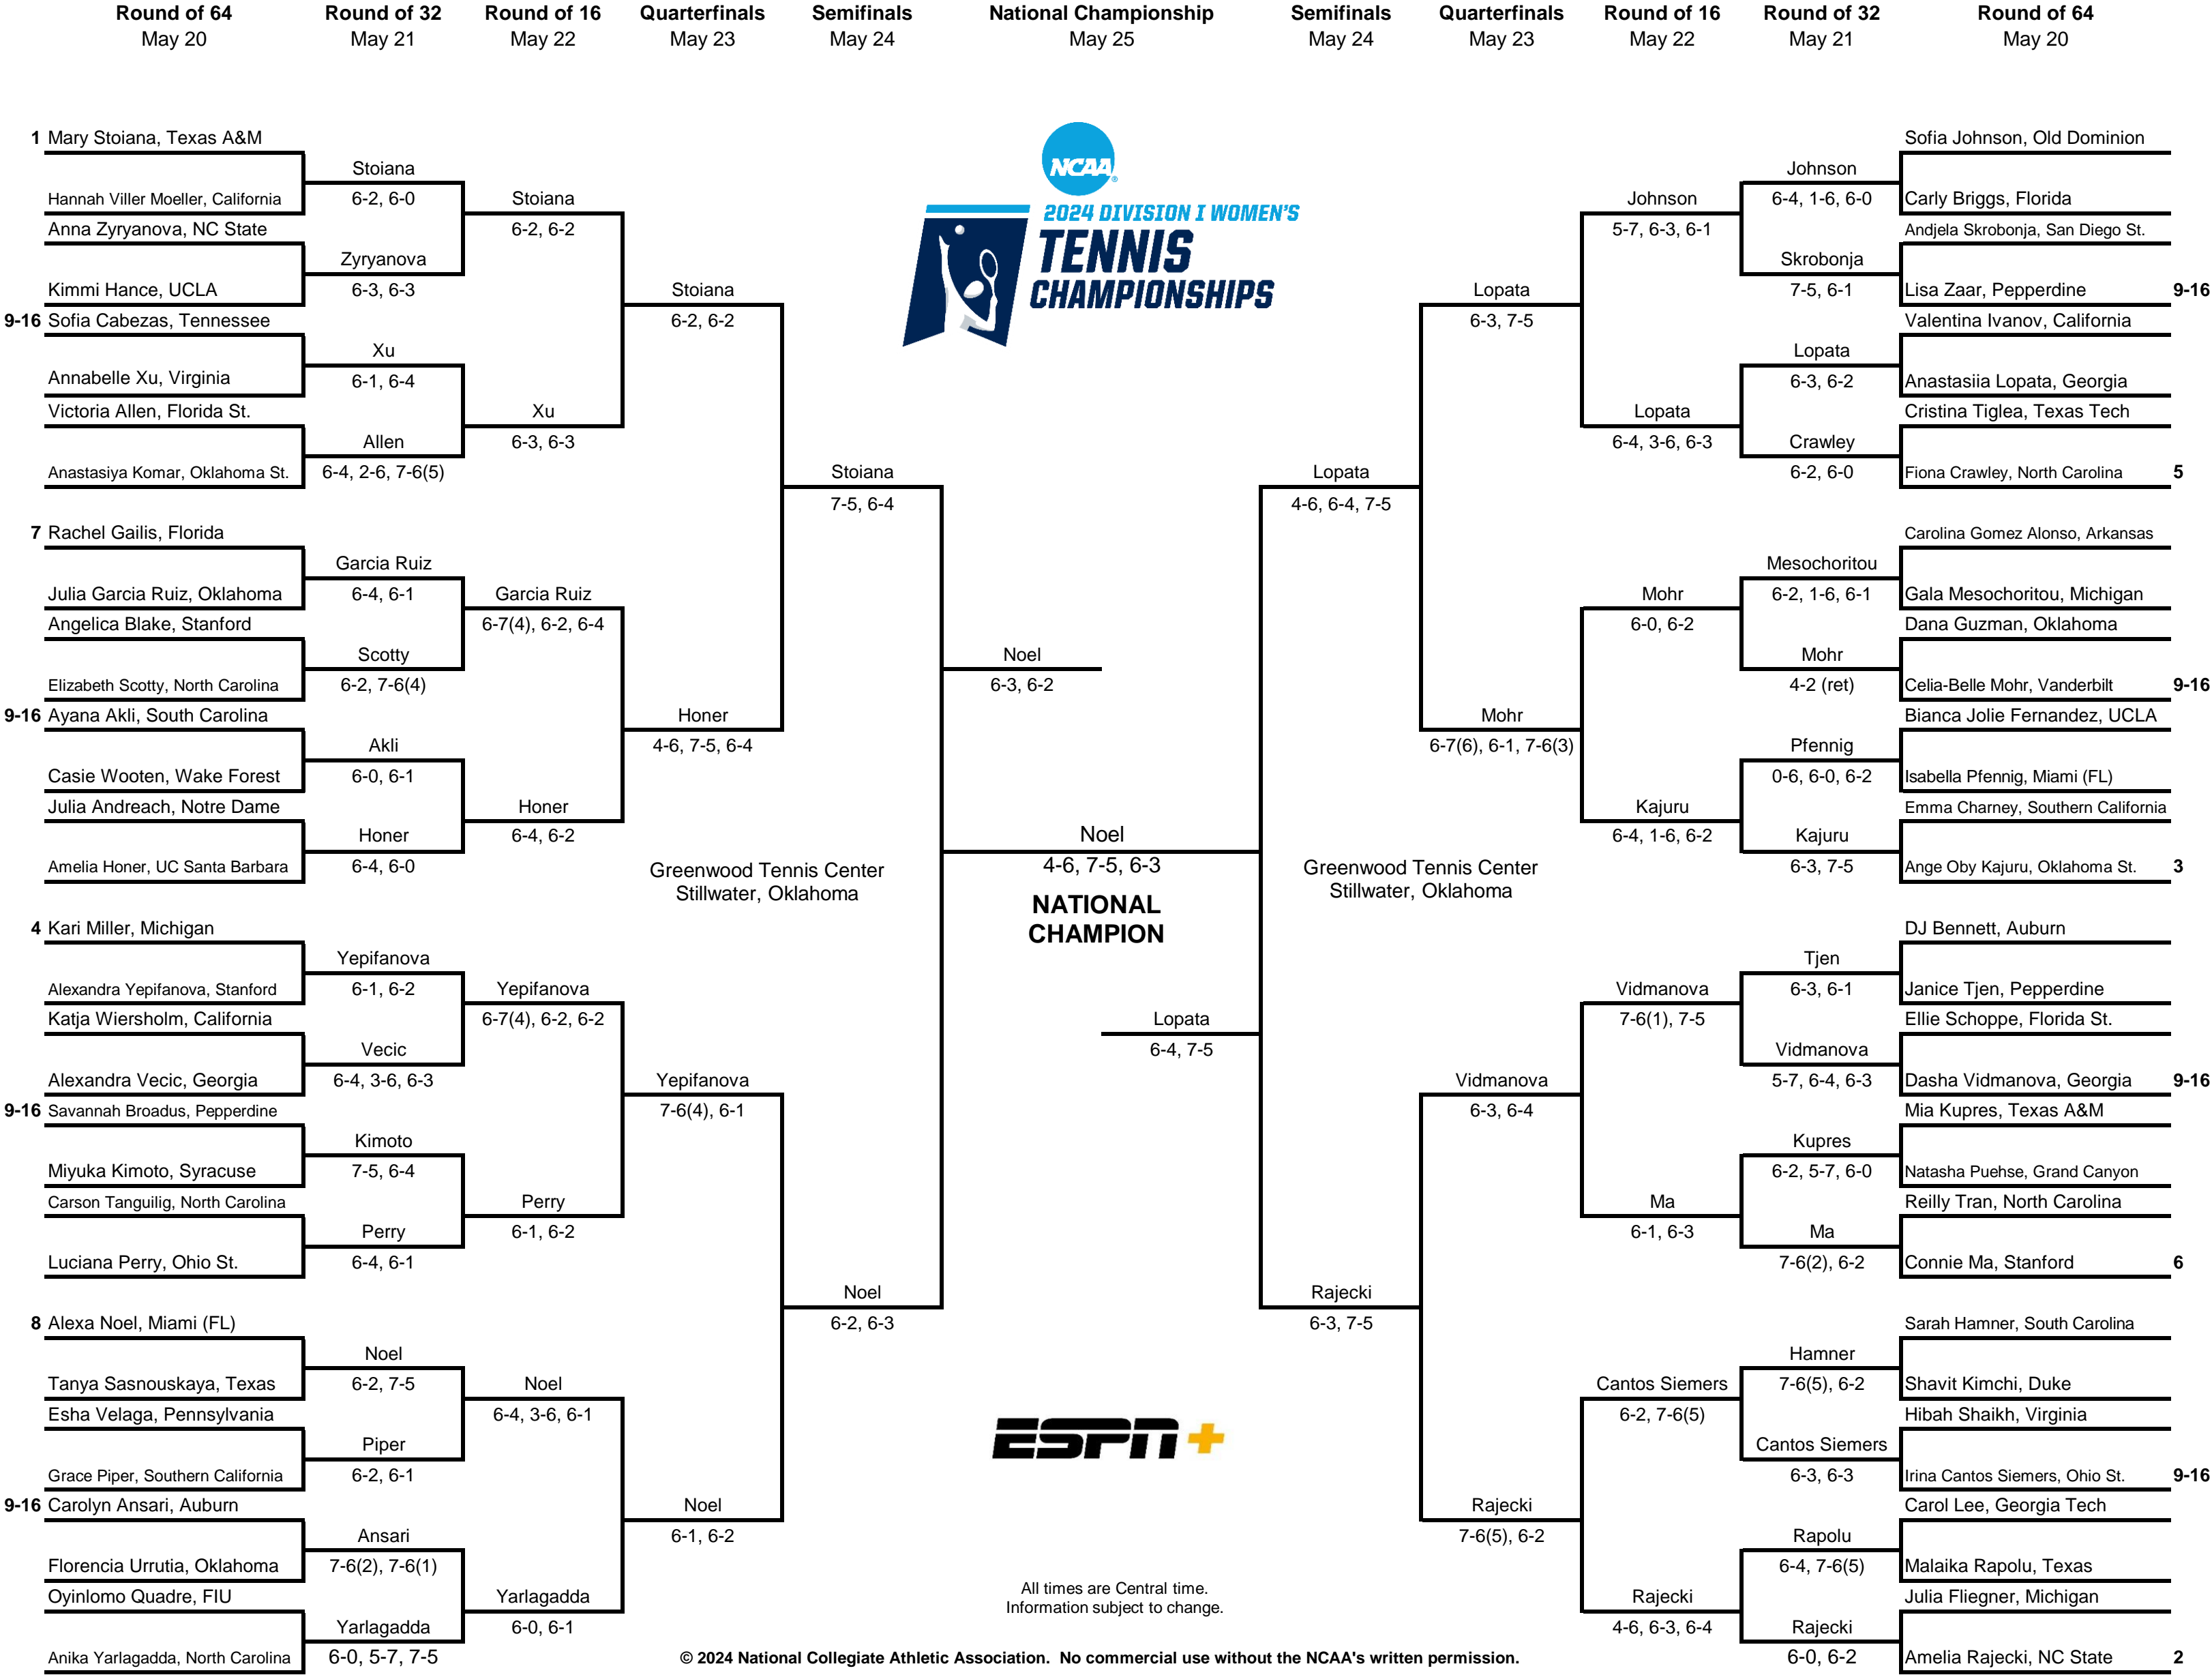 Round of 64 Round of 32 Round of 16 Quarterfinals Semifinals National Championship Semifinals Quarterfinals Round of 16 Round of 32 Round of 64
May 20 May 21 May 22 May 23 May 24 May 25 May 24 May 23 May 22 May 21 May 20
1 Mary Stoiana, Texas A&M
Hannah Viller Moeller, California
Anna Zyryanova, NC State
Kimmi Hance, UCLA
9-16 Sofia Cabezas, Tennessee
Annabelle Xu, Virginia
Victoria Allen, Florida St.
Anastasiya Komar, Oklahoma St.
7 Rachel Gailis, Florida
Julia Garcia Ruiz, Oklahoma
Angelica Blake, Stanford
Elizabeth Scotty, North Carolina
9-16 Ayana Akli, South Carolina
Casie Wooten, Wake Forest
Julia Andreach, Notre Dame
Amelia Honer, UC Santa Barbara
4 Kari Miller, Michigan
Alexandra Yepifanova, Stanford
Katja Wiersholm, California
Alexandra Vecic, Georgia
9-16 Savannah Broadus, Pepperdine
Miyuka Kimoto, Syracuse
Carson Tanguilig, North Carolina
Luciana Perry, Ohio St.
8 Alexa Noel, Miami (FL)
Tanya Sasnouskaya, Texas
Esha Velaga, Pennsylvania
Grace Piper, Southern California
9-16 Carolyn Ansari, Auburn
Florencia Urrutia, Oklahoma
Oyinlomo Quadre, FIU
Anika Yarlagadda, North Carolina
Stoiana
6-2, 6-0
Zyryanova
6-3, 6-3
Xu
6-1, 6-4
Allen
6-4, 2-6, 7-6(5)
Garcia Ruiz
6-4, 6-1
Scotty
6-2, 7-6(4)
Akli
6-0, 6-1
Honer
6-4, 6-0
Yepifanova
6-1, 6-2
Vecic
6-4, 3-6, 6-3
Kimoto
7-5, 6-4
Perry
6-4, 6-1
Noel
6-2, 7-5
Piper
6-2, 6-1
Ansari
7-6(2), 7-6(1)
Yarlagadda
6-0, 5-7, 7-5
Stoiana
6-2, 6-2
Xu
6-3, 6-3
Garcia Ruiz
6-7(4), 6-2, 6-4
Honer
6-4, 6-2
Yepifanova
6-7(4), 6-2, 6-2
Perry
6-1, 6-2
Noel
6-4, 3-6, 6-1
Yarlagadda
6-0, 6-1
Stoiana
6-2, 6-2
Honer
4-6, 7-5, 6-4
Greenwood Tennis Center
Stillwater, Oklahoma
Yepifanova
7-6(4), 6-1
Noel
6-1, 6-2
Stoiana
7-5, 6-4
Noel
6-2, 6-3
NCAA®
2024 DIVISION I WOMEN'S
TENNIS
CHAMPIONSHIPS
Noel
6-3, 6-2
Noel
4-6, 7-5, 6-3
NATIONAL
CHAMPION
Lopata
6-4, 7-5
ESPN+
All times are Central time.
Information subject to change.
© 2024 National Collegiate Athletic Association. No commercial use without the NCAA's written permission.
Lopata
4-6, 6-4, 7-5
Rajecki
6-3, 7-5
Lopata
6-3, 7-5
Mohr
6-7(6), 6-1, 7-6(3)
Greenwood Tennis Center
Stillwater, Oklahoma
Vidmanova
6-3, 6-4
Rajecki
7-6(5), 6-2
Johnson
5-7, 6-3, 6-1
Lopata
6-4, 3-6, 6-3
Mohr
6-0, 6-2
Kajuru
6-4, 1-6, 6-2
Vidmanova
7-6(1), 7-5
Ma
6-1, 6-3
Cantos Siemers
6-2, 7-6(5)
Rajecki
4-6, 6-3, 6-4
Johnson
6-4, 1-6, 6-0
Skrobonja
7-5, 6-1
Lopata
6-3, 6-2
Crawley
6-2, 6-0
Mesochoritou
6-2, 1-6, 6-1
Mohr
4-2 (ret)
Pfennig
0-6, 6-0, 6-2
Kajuru
6-3, 7-5
Tjen
6-3, 6-1
Vidmanova
5-7, 6-4, 6-3
Kupres
6-2, 5-7, 6-0
Ma
7-6(2), 6-2
Hamner
7-6(5), 6-2
Cantos Siemers
6-3, 6-3
Rapolu
6-4, 7-6(5)
Rajecki
6-0, 6-2
Sofia Johnson, Old Dominion
Carly Briggs, Florida
Andjela Skrobonja, San Diego St.
Lisa Zaar, Pepperdine 9-16
Valentina Ivanov, California
Anastasiia Lopata, Georgia
Cristina Tiglea, Texas Tech
Fiona Crawley, North Carolina 5
Carolina Gomez Alonso, Arkansas
Gala Mesochoritou, Michigan
Dana Guzman, Oklahoma
Celia-Belle Mohr, Vanderbilt 9-16
Bianca Jolie Fernandez, UCLA
Isabella Pfennig, Miami (FL)
Emma Charney, Southern California
Ange Oby Kajuru, Oklahoma St. 3
DJ Bennett, Auburn
Janice Tjen, Pepperdine
Ellie Schoppe, Florida St.
Dasha Vidmanova, Georgia 9-16
Mia Kupres, Texas A&M
Natasha Puehse, Grand Canyon
Reilly Tran, North Carolina
Connie Ma, Stanford 6
Sarah Hamner, South Carolina
Shavit Kimchi, Duke
Hibah Shaikh, Virginia
Irina Cantos Siemers, Ohio St. 9-16
Carol Lee, Georgia Tech
Malaika Rapolu, Texas
Julia Fliegner, Michigan
Amelia Rajecki, NC State 2